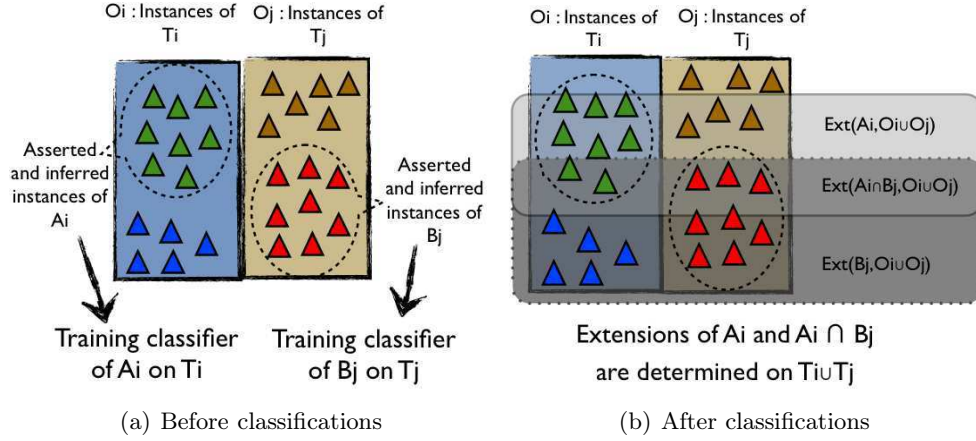 Oi : Instances of
Ti
Oj : Instances of
Tj
Asserted
and inferred
instances of
Ai
Asserted
and inferred
instances of
Bj
Training classifier
of Ai on Ti
Training classifier
of Bj on Tj
(a) Before classifications
Oi : Instances of
Ti
Oj : Instances of
Tj
Ext(Ai,Oi∪Oj)
Ext(Ai∩Bj,Oi∪Oj)
Ext(Bj,Oi∪Oj)
Extensions of Ai and Ai ∩ Bj
are determined on Ti∪Tj
(b) After classifications